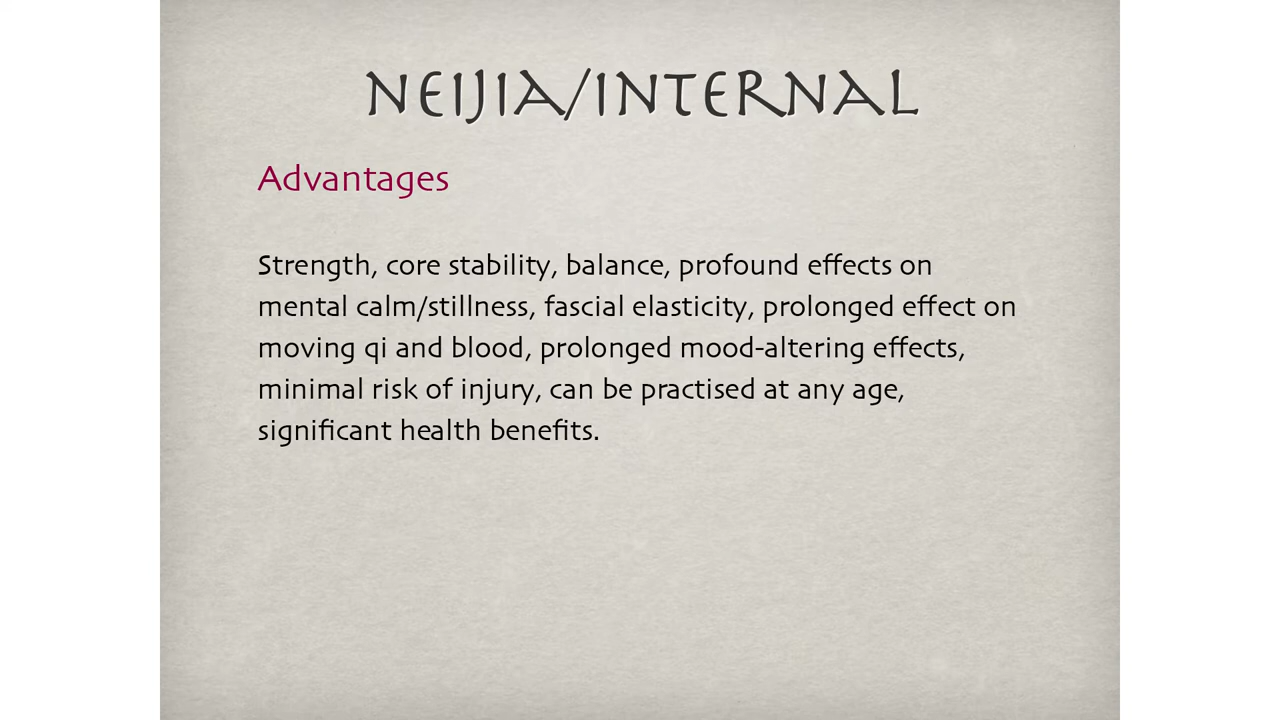 NEIJIA/INTERNAL
Advantages
Strength, core stability, balance, profound effects on
mental calm/stillness, fascial elasticity, prolonged effect on
moving qi and blood, prolonged mood-altering effects,
minimal risk of injury, can be practised at any age,
significant health benefits.